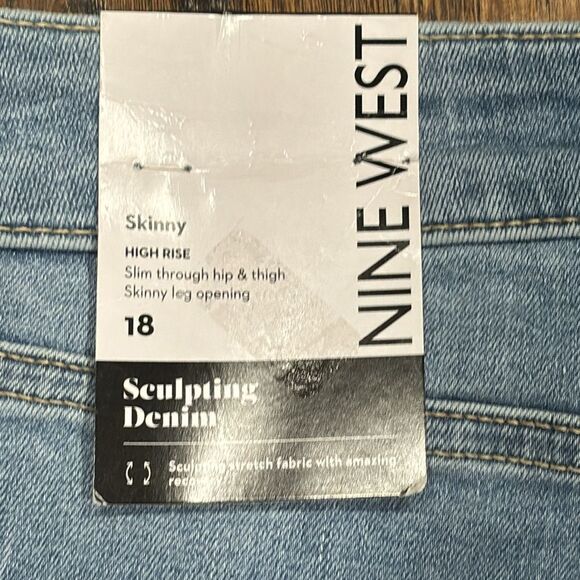 NINE WEST
Skinny
HIGH RISE
Slim through hip & thigh
Skinny leg opening
18
Sculpting
Denim
Sculpting stretch fabric with amazing